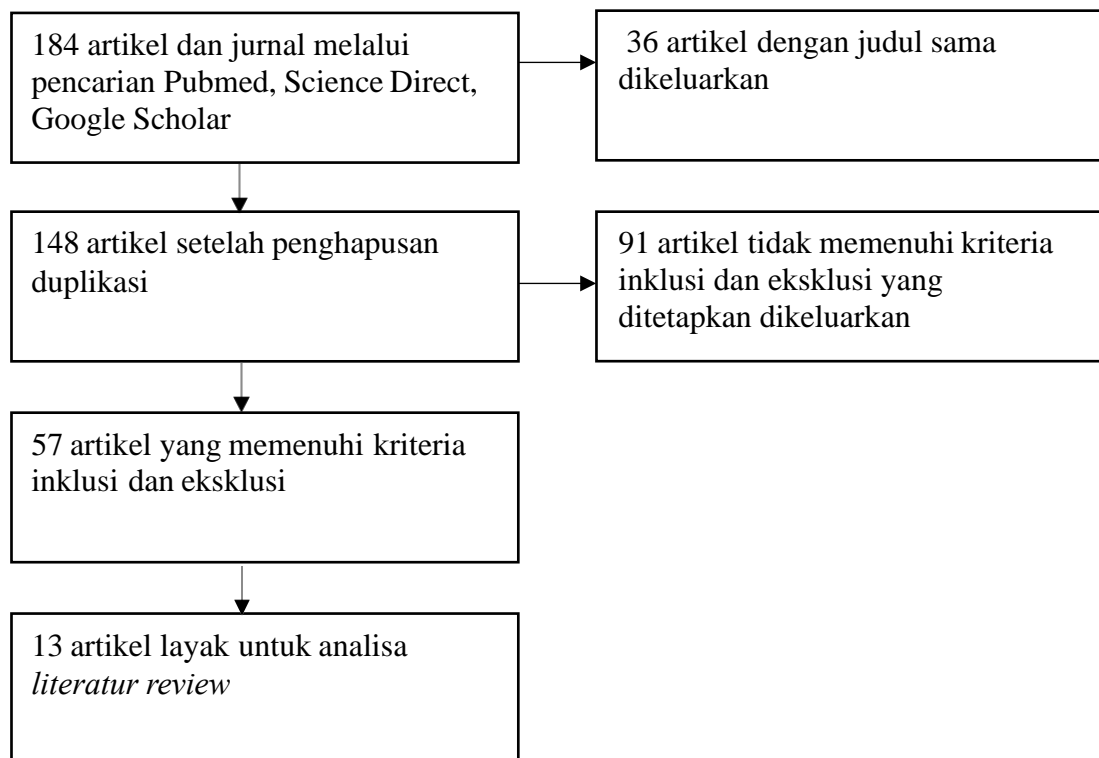 184 artikel dan jurnal melalui
pencarian Pubmed, Science Direct,
Google Scholar
36 artikel dengan judul sama
dikeluarkan
148 artikel setelah penghapusan
duplikasi
91 artikel tidak memenuhi kriteria
inklusi dan eksklusi yang
ditetapkan dikeluarkan
57 artikel yang memenuhi kriteria
inklusi dan eksklusi
13 artikel layak untuk analisa
literatur review